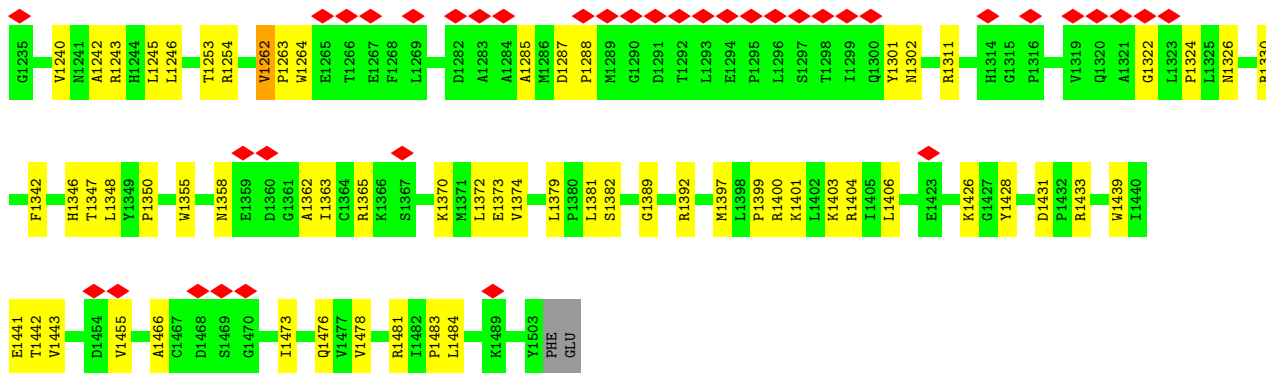 G1235 V1240 N1241 A1242 R1243 H1244 L1245 L1246 T1253 R1254 V1262 P1263 W1264 E1265 T1266 E1267 F1268 L1269 D1282 A1283 A1284 A1285 M1286 D1287 P1288 M1289 G1290 D1291 T1292 L1293 E1294 P1295 L1296 S1297 T1298 I1299 Q1300 Y1301 N1302 R1311 H1314 G1315 P1316 V1319 Q1320 A1321 G1322 L1323 P1324 L1325 N1326
F1342 H1346 T1347 L1348 Y1349 P1350 W1355 N1358 E1359 D1360 G1361 A1362 I1363 C1364 R1365 K1366 S1367 K1370 M1371 L1372 E1373 V1374 L1379 P1380 L1381 S1382 G1389 R1392 M1397 L1398 P1399 R1400 K1401 L1402 K1403 R1404 I1405 L1406 E1423 K1426 G1427 Y1428 D1431 P1432 R1433 W1439 I1440
E1441 T1442 V1443 D1454 V1455 A1466 C1467 D1468 S1469 G1470 I1473 Q1476 V1477 V1478 R1481 I1482 P1483 L1484 K1489 Y1503 PHE GLU